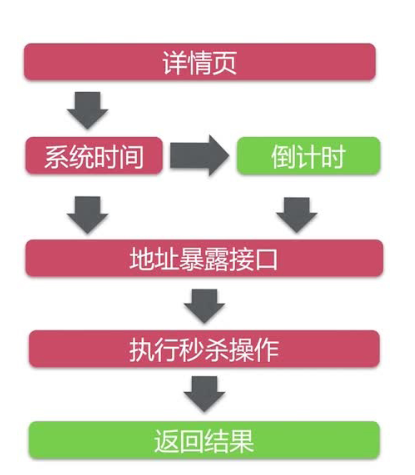 详情页
系统时间
倒计时
地址暴露接口
执行秒杀操作
返回结果